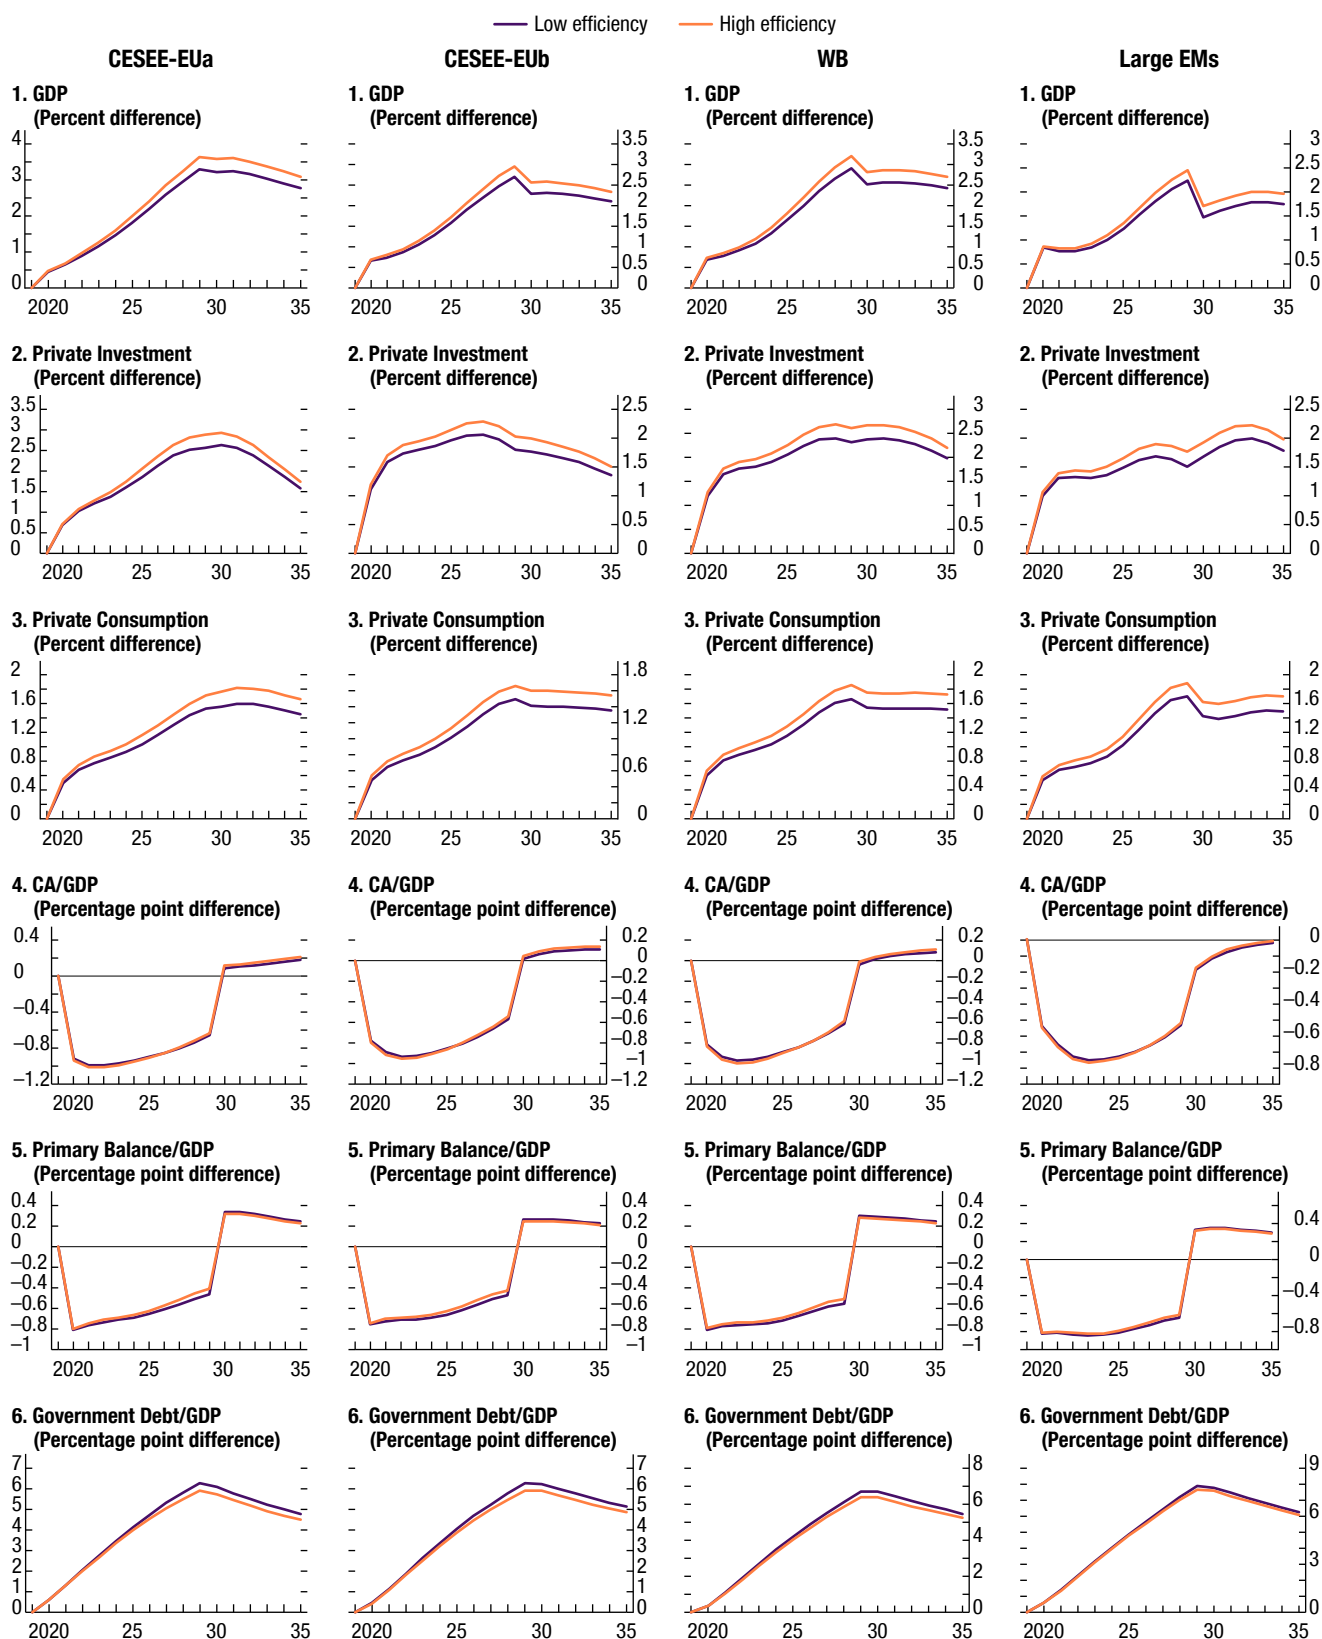 Low efficiency High efficiency
CESEE-EUa CESEE-EUb WB Large EMs
1. GDP 1. GDP 1. GDP 1. GDP
(Percent difference) (Percent difference) (Percent difference) (Percent difference)
4 3.5 3.5 3
3 3 3 2.5
2.5 2.5 2
2 2 2 1.5
1.5 1.5
1 1 1 1
0.5 0.5 0.5
0 0 0 0
2020 25 30 35 2020 25 30 35 2020 25 30 35 2020 25 30 35
2. Private Investment 2. Private Investment 2. Private Investment 2. Private Investment
(Percent difference) (Percent difference) (Percent difference) (Percent difference)
3.5 2.5 3 2.5
3 2.5
2.5 2 2 2
2 1.5 1.5 1.5
1.5 1 1 1
1
0.5 0.5 0.5 0.5
0 0 0 0
2020 25 30 35 2020 25 30 35 2020 25 30 35 2020 25 30 35
3. Private Consumption 3. Private Consumption 3. Private Consumption 3. Private Consumption
(Percent difference) (Percent difference) (Percent difference) (Percent difference)
2 1.8 2 2
1.6 1.6 1.6
1.2 1.2 1.2 1.2
0.8 0.6 0.8 0.8
0.4 0.4 0.4
0 0 0 0
2020 25 30 35 2020 25 30 35 2020 25 30 35 2020 25 30 35
4. CA/GDP 4. CA/GDP 4. CA/GDP 4. CA/GDP
(Percentage point difference) (Percentage point difference) (Percentage point difference) (Percentage point difference)
0.4 0.2 0.2 0
0 0 0
–0.2 –0.2 –0.2
–0.4 –0.4 –0.4 –0.4
–0.6 –0.6 –0.6
–0.8 –0.8 –0.8 –0.8
–1 –1
–1.2 –1.2 –1.2
2020 25 30 35 2020 25 30 35 2020 25 30 35 2020 25 30 35
5. Primary Balance/GDP 5. Primary Balance/GDP 5. Primary Balance/GDP 5. Primary Balance/GDP
(Percentage point difference) (Percentage point difference) (Percentage point difference) (Percentage point difference)
0.4 0.4 0.4 0.4
0.2 0.2 0.2
0 0 0 0
–0.2 –0.2 –0.2
–0.4 –0.4 –0.4 –0.4
–0.6 –0.6 –0.6
–0.8 –0.8 –0.8 –0.8
–1 –1 –1
2020 25 30 35 2020 25 30 35 2020 25 30 35 2020 25 30 35
6. Government Debt/GDP 6. Government Debt/GDP 6. Government Debt/GDP 6. Government Debt/GDP
(Percentage point difference) (Percentage point difference) (Percentage point difference) (Percentage point difference)
7 7 8 9
6 6 6 6
5 5
4 4 4
3 3 3
2 2 2
1 1
0 0 0 0
2020 25 30 35 2020 25 30 35 2020 25 30 35 2020 25 30 35